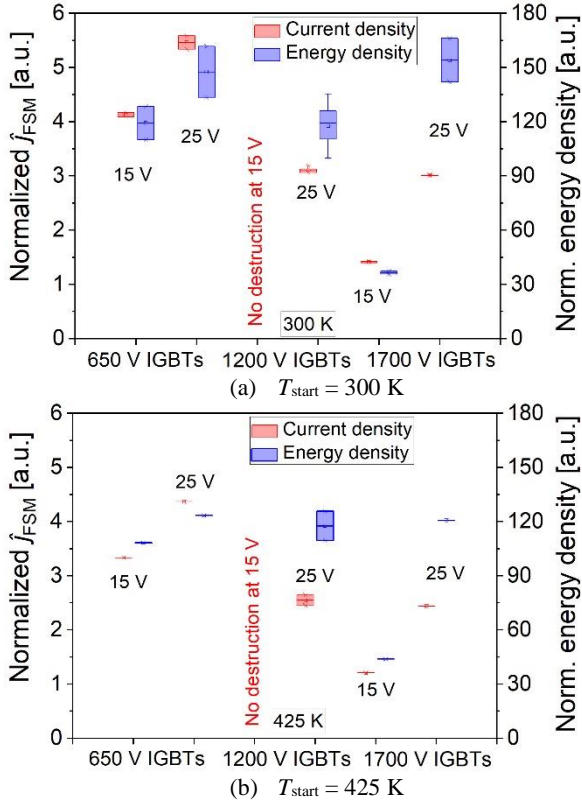 6
5
4
3
2
1
0
Normalized ĵFSM [a.u.]
180
150
120
90
60
30
0
Norm. energy density [a.u.]
Current density
Energy density
15 V
25 V
No destruction at 15 V
25 V
15 V
25 V
300 K
650 V IGBTs 1200 V IGBTs 1700 V IGBTs
(a) Tstart = 300 K
6
5
4
3
2
1
0
Normalized ĵFSM [a.u.]
180
150
120
90
60
30
0
Norm. energy density [a.u.]
Current density
Energy density
15 V
25 V
No destruction at 15 V
25 V
15 V
25 V
425 K
650 V IGBTs 1200 V IGBTs 1700 V IGBTs
(b) Tstart = 425 K